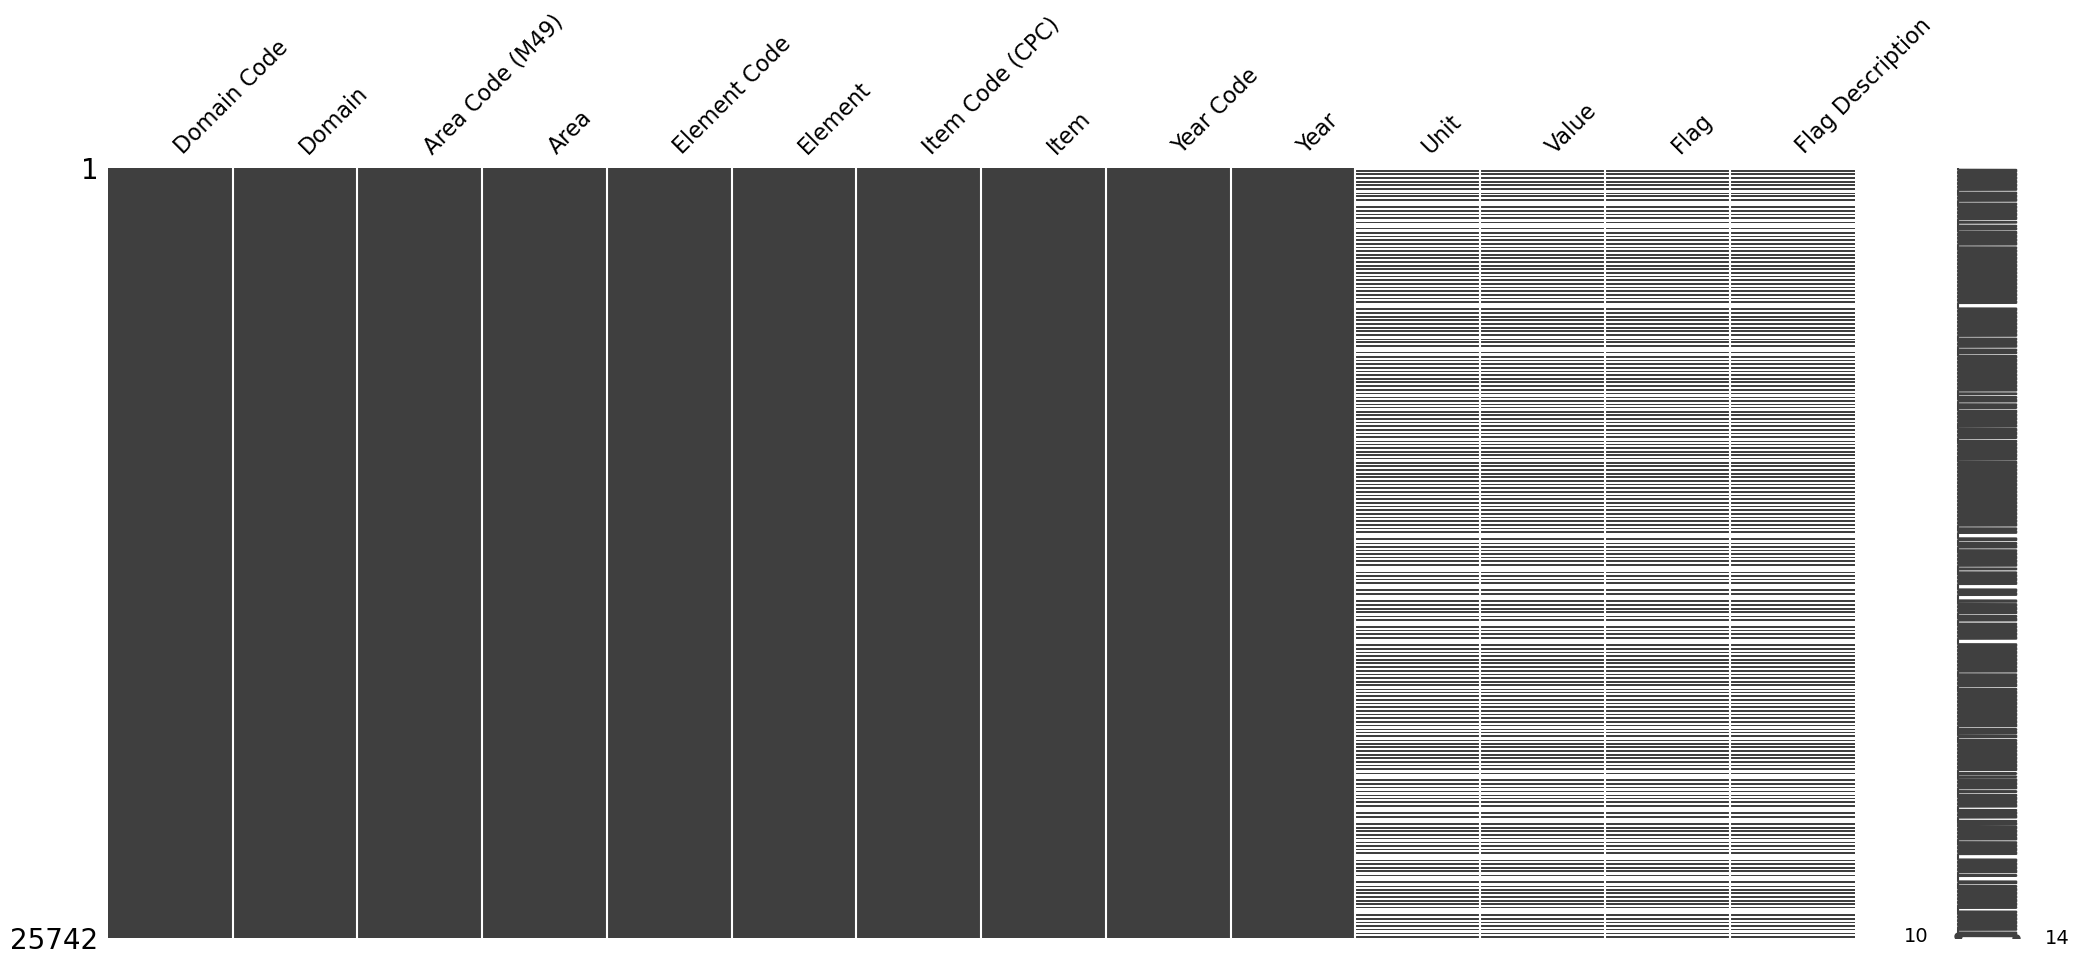 Domain Code
Domain
Area Code (M49)
Area
Element Code
Element
Item Code (CPC)
Item
Year Code
Year
Unit
Value
Flag
Flag Description
1
25742
10
14